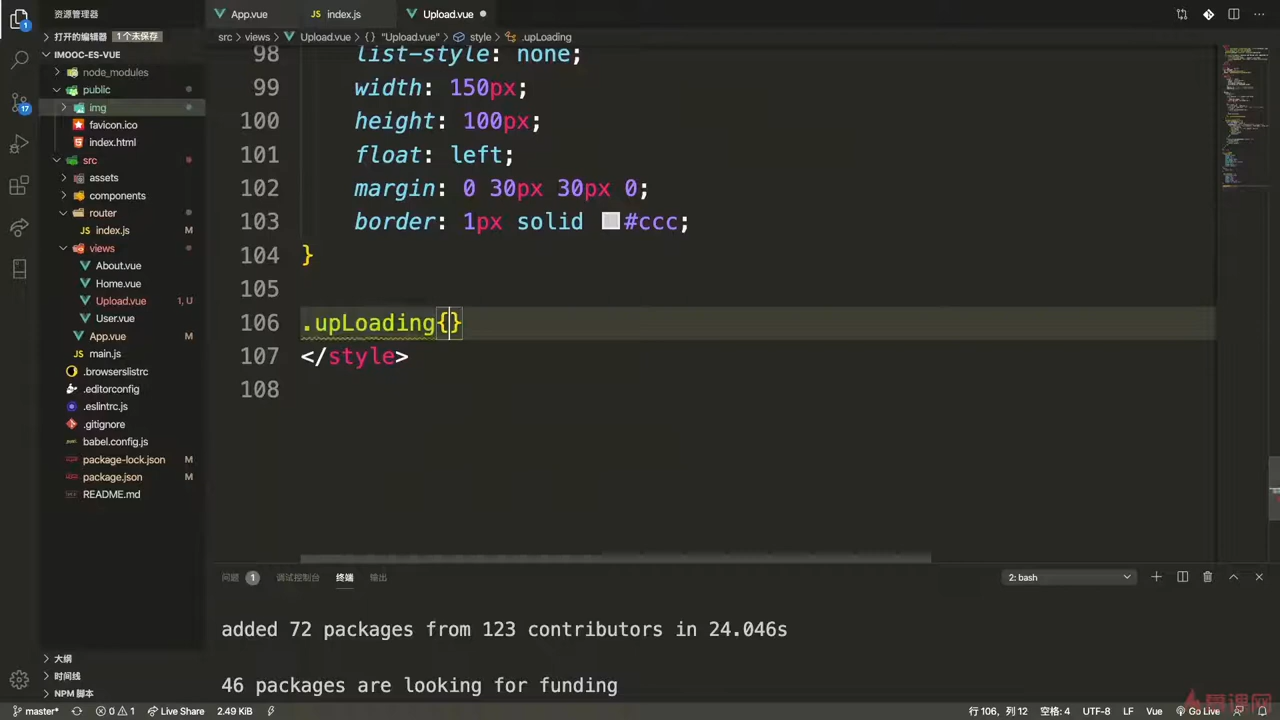 资源管理器
App.vue
index.js
Upload.vue
打开的编辑器 1 个未保存
src > views > Upload.vue > {} "Upload.vue" > style > .upLoading
IMOOC-ES-VUE
node_modules
public
img
favicon.ico
index.html
src
assets
components
router
index.js M
views
About.vue
Home.vue
Upload.vue 1, U
User.vue
App.vue
main.js
.browserslistrc
.editorconfig
.eslintrc.js
.gitignore
babel.config.js
package-lock.json M
package.json M
README.md
大纲
时间线
NPM 脚本
1
17
98 list-style: none;
99 width: 150px;
100 height: 100px;
101 float: left;
102 margin: 0 30px 30px 0;
103 border: 1px solid #ccc;
104 }
105
106 .upLoading{}
107 </style>
108
问题 1 调试控制台 终端 输出
2: bash
added 72 packages from 123 contributors in 24.046s
46 packages are looking for funding
master* 0 1 Live Share 2.49 KiB
行 106，列 12 空格: 4 UTF-8 LF Vue Go Live
慕课网